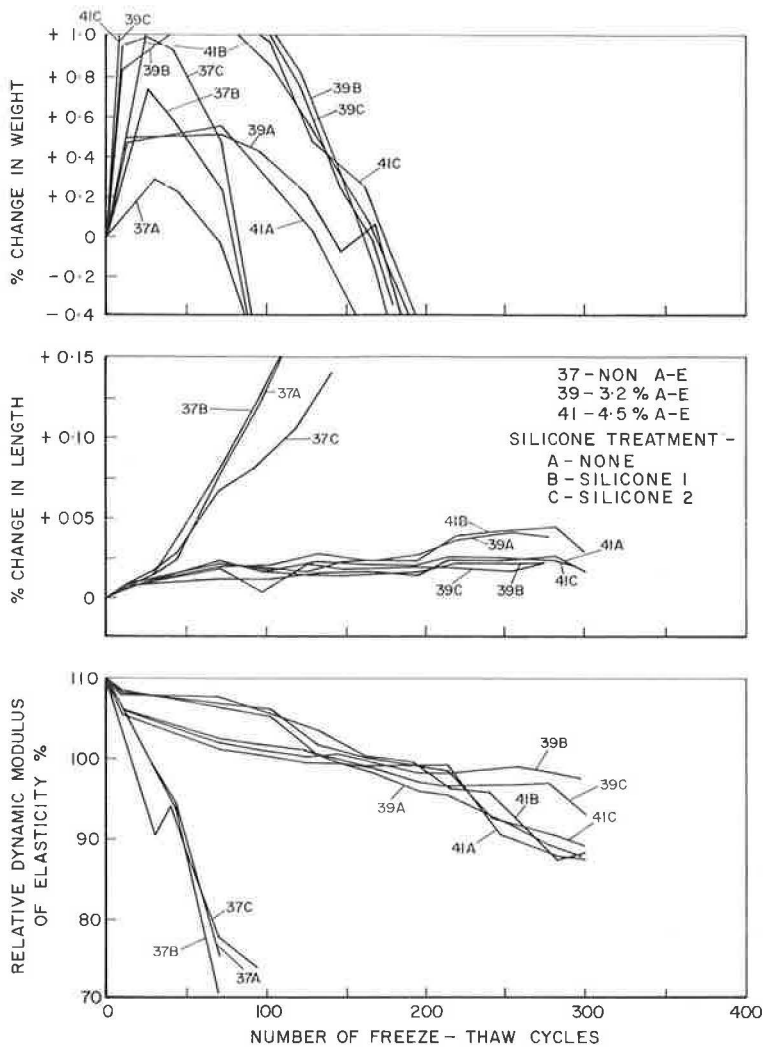 41C 39C
+ 1·0
+ 0·8
+ 0·6
+ 0·4
+ 0·2
0
− 0·2
− 0·4
% CHANGE IN WEIGHT
41B
39B
37C
37B
39A
37A
41A
39B
39C
41C
+ 0·15
+ 0·10
+ 0·05
0
% CHANGE IN LENGTH
37B
37A
37C
37 – NON A-E
39 – 3.2 % A-E
41 – 4.5 % A-E
SILICONE TREATMENT –
A – NONE
B – SILICONE 1
C – SILICONE 2
41B
39A
41A
39C
39B
41C
110
100
90
80
70
RELATIVE DYNAMIC MODULUS
OF ELASTICITY %
39B
39C
39A
41B
41C
41A
37C
37B
37A
0 100 200 300 400
NUMBER OF FREEZE – THAW CYCLES